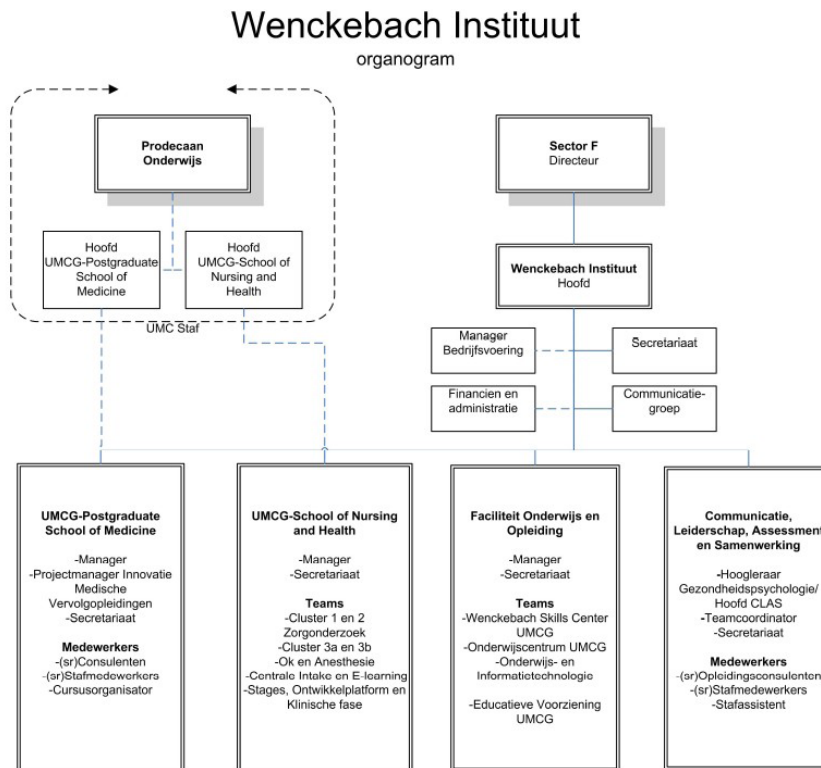 Wenckebach Instituut
organogram
Prodecaan
Onderwijs
Sector F
Directeur
Hoofd
UMCG-Postgraduate
School of
Medicine
Hoofd
UMCG-School of
Nursing and
Health
UMC Staf
Wenckebach Instituut
Hoofd
Manager
Bedrijfsvoering
Secretariaat
Financien en
administratie
Communicatie-
groep
UMCG-Postgraduate
School of Medicine
-Manager
-Projectmanager Innovatie
Medische
Vervolgopleidingen
-Secretariaat
Medewerkers
-(sr)Consulenten
-(sr)Stafmedewerkers
-Cursusorganisator
UMCG-School of Nursing
and Health
-Manager
-Secretariaat
Teams
-Cluster 1 en 2
Zorgonderzoek
-Cluster 3a en 3b
-Ok en Anesthesie
-Centrale Intake en E-learning
-Stages, Ontwikkelplatform en
Klinische fase
Faciliteit Onderwijs en
Opleiding
-Manager
-Secretariaat
Teams
-Wenckebach Skills Center
UMCG
-Onderwijscentrum UMCG
-Onderwijs- en
Informatietechnologie
-Educatieve Voorziening
UMCG
Communicatie,
Leiderschap, Assessment
en Samenwerking
-Hoogleraar
Gezondheidspsychologie/
Hoofd CLAS
-Teamcoordinator
-Secretariaat
Medewerkers
-(sr)Opleidingsconsulenten
-(sr)Stafmedewerkers
-Stafassistent